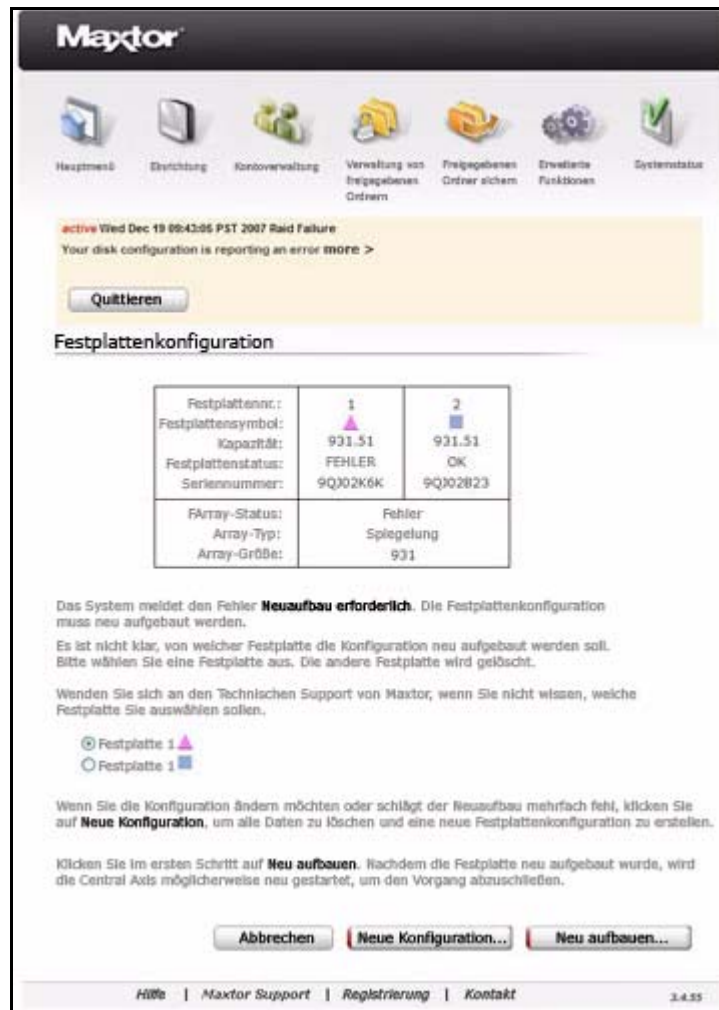 Maxtor
Hauptmenü
Einrichtung
Kontoverwaltung
Verwaltung von
freigegebenen
Ordnern
Freigegebenen
Ordner sichern
Erweiterte
Funktionen
Systemstatus
active Wed Dec 19 09:43:06 PST 2007 Raid Failure
Your disk configuration is reporting an error more >
Quittieren
Festplattenkonfiguration
Festplattennr.: 1 2
Festplattensymbol:
Kapazität: 931.51 931.51
Festplattenstatus: FEHLER OK
Seriennummer: 9QJ02K6K 9QJ02823
FArray-Status: Fehler
Array-Typ: Spiegelung
Array-Größe: 931
Das System meldet den Fehler Neuaufbau erforderlich. Die Festplattenkonfiguration
muss neu aufgebaut werden.
Es ist nicht klar, von welcher Festplatte die Konfiguration neu aufgebaut werden soll.
Bitte wählen Sie eine Festplatte aus. Die andere Festplatte wird gelöscht.
Wenden Sie sich an den Technischen Support von Maxtor, wenn Sie nicht wissen, welche
Festplatte Sie auswählen sollen.
Festplatte 1
Festplatte 1
Wenn Sie die Konfiguration ändern möchten oder schlägt der Neuaufbau mehrfach fehl, klicken Sie
auf Neue Konfiguration, um alle Daten zu löschen und eine neue Festplattenkonfiguration zu erstellen.
Klicken Sie im ersten Schritt auf Neu aufbauen. Nachdem die Festplatte neu aufgebaut wurde, wird
die Central Axis möglicherweise neu gestartet, um den Vorgang abzuschließen.
Abbrechen
Neue Konfiguration...
Neu aufbauen...
Hilfe | Maxtor Support | Registrierung | Kontakt
3.4.55